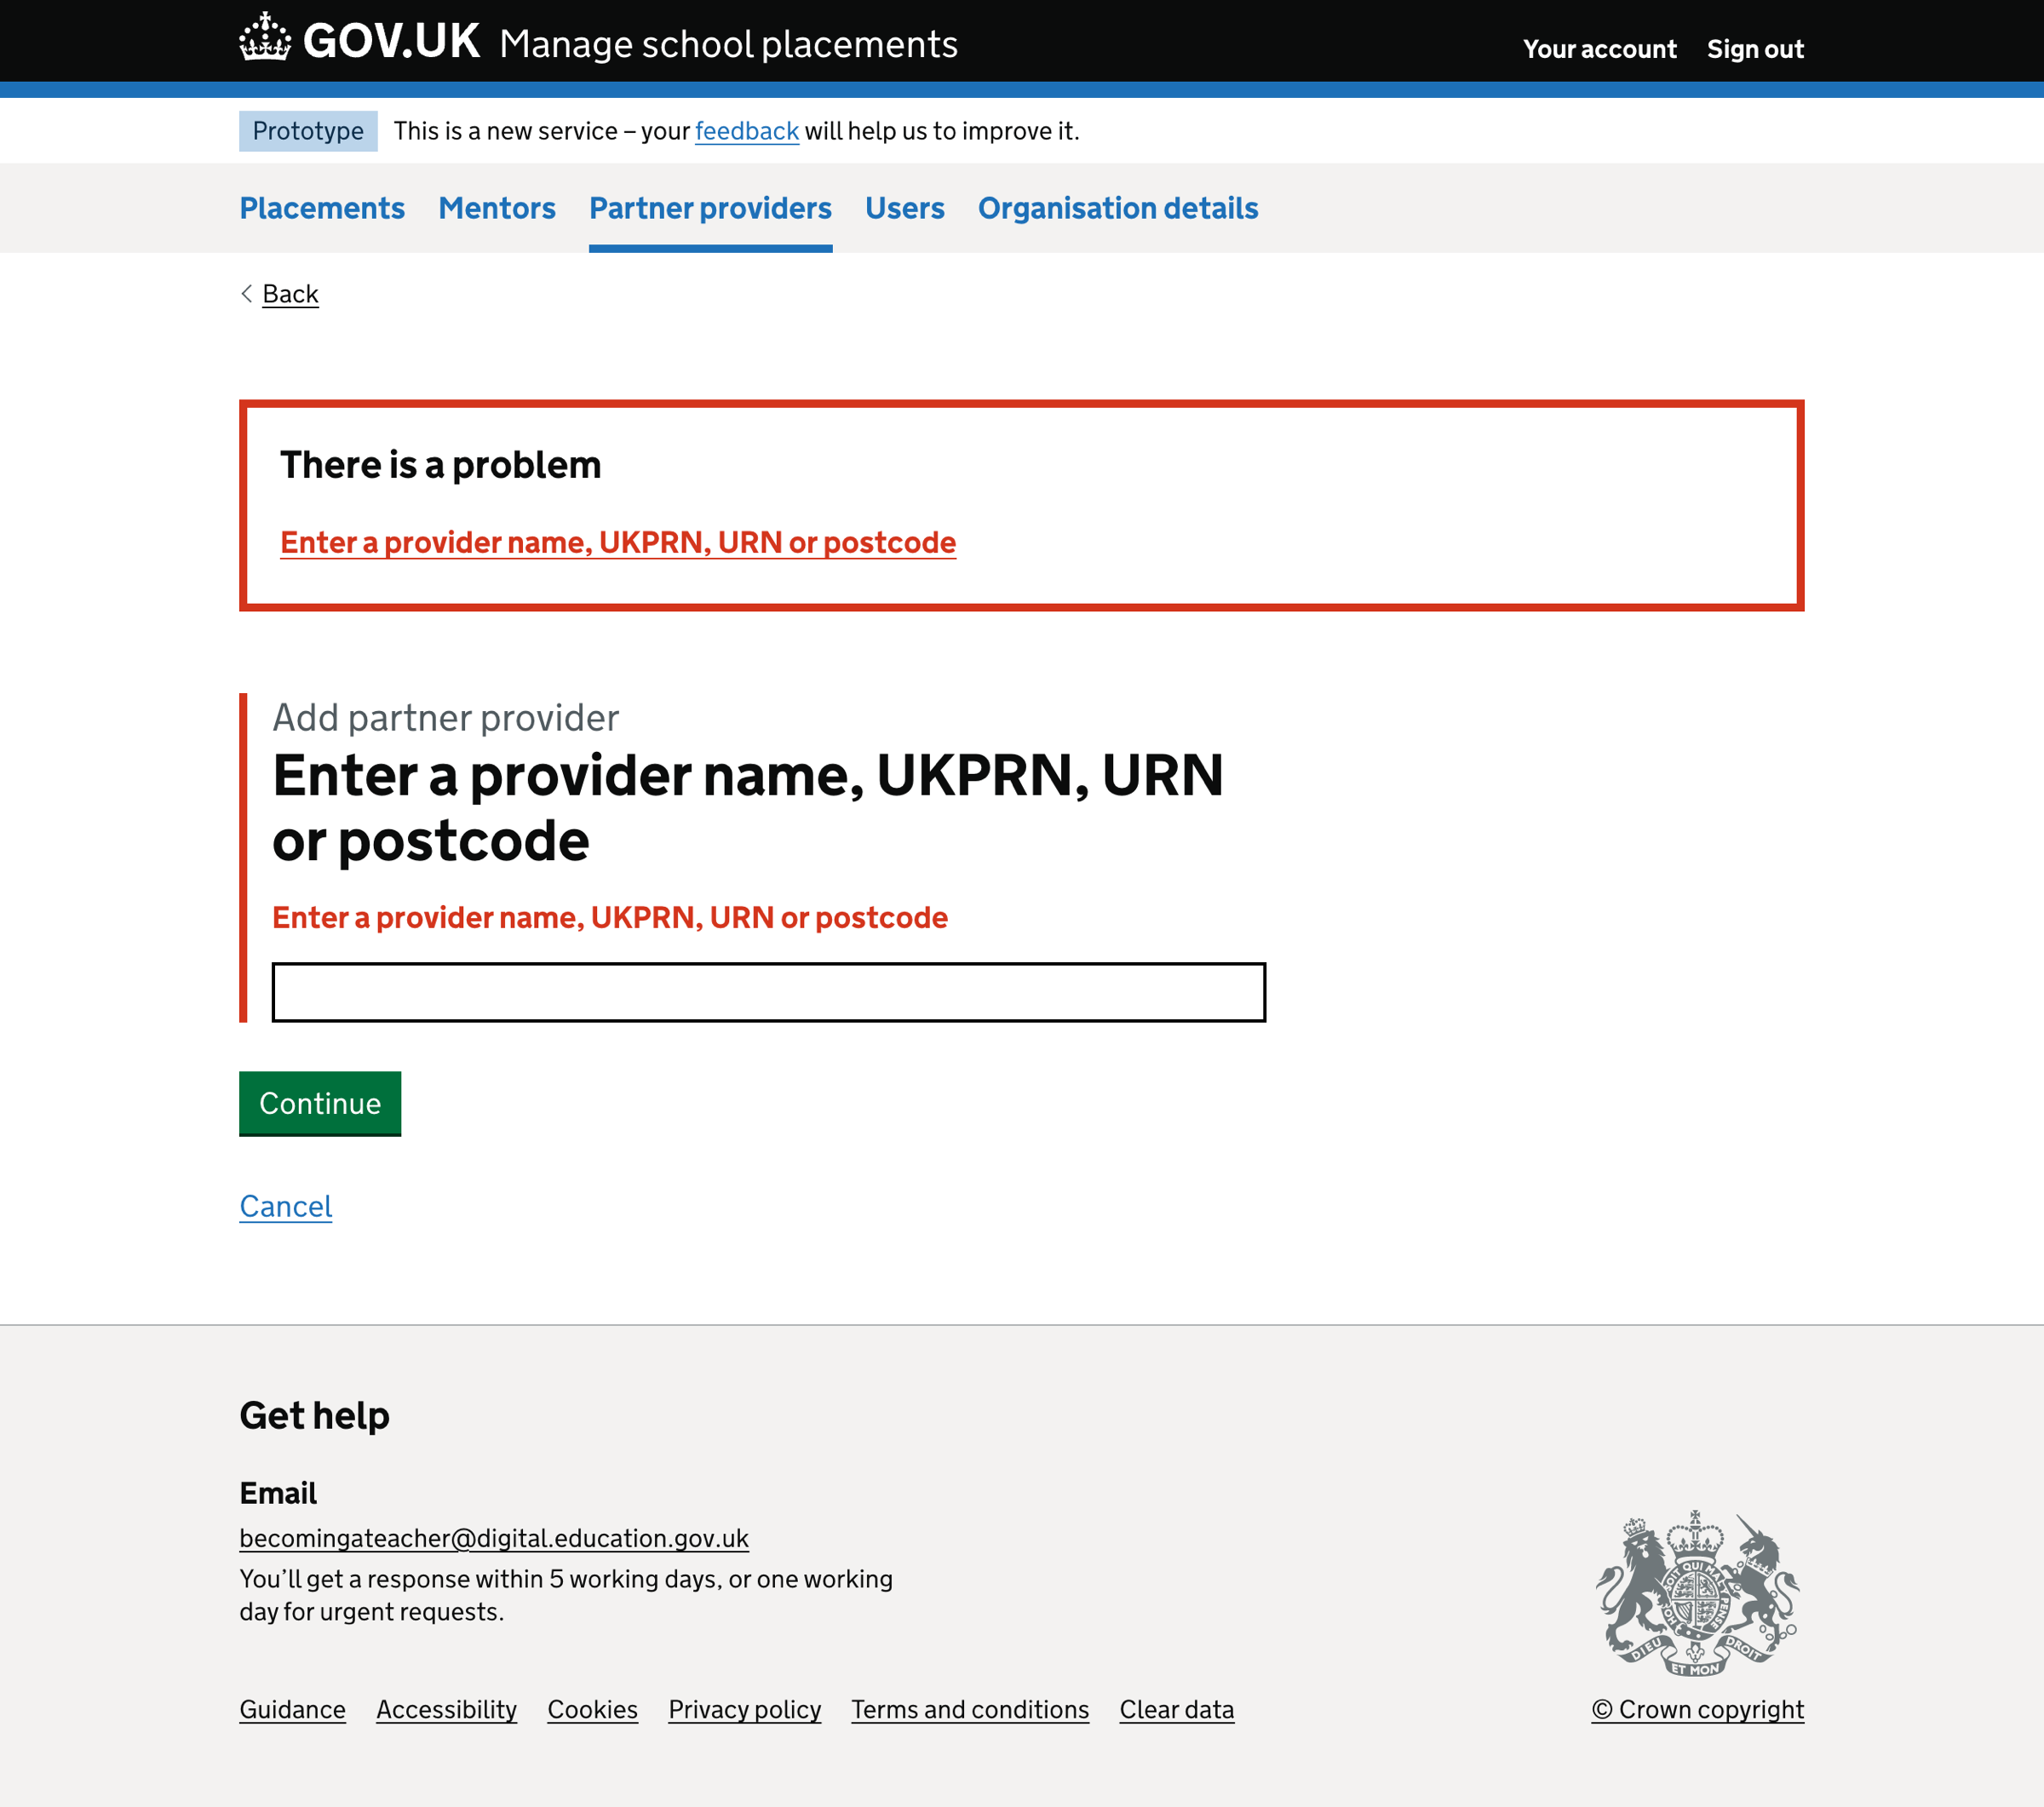 GOV.UK Manage school placements
Your account Sign out
Prototype This is a new service – your feedback will help us to improve it.
Placements Mentors Partner providers Users Organisation details
Back
There is a problem
Enter a provider name, UKPRN, URN or postcode
Add partner provider
Enter a provider name, UKPRN, URN
or postcode
Enter a provider name, UKPRN, URN or postcode
Continue
Cancel
Get help
Email
becomingateacher@digital.education.gov.uk
You’ll get a response within 5 working days, or one working
day for urgent requests.
DIEU ET MON DROIT
Guidance Accessibility Cookies Privacy policy Terms and conditions Clear data
© Crown copyright